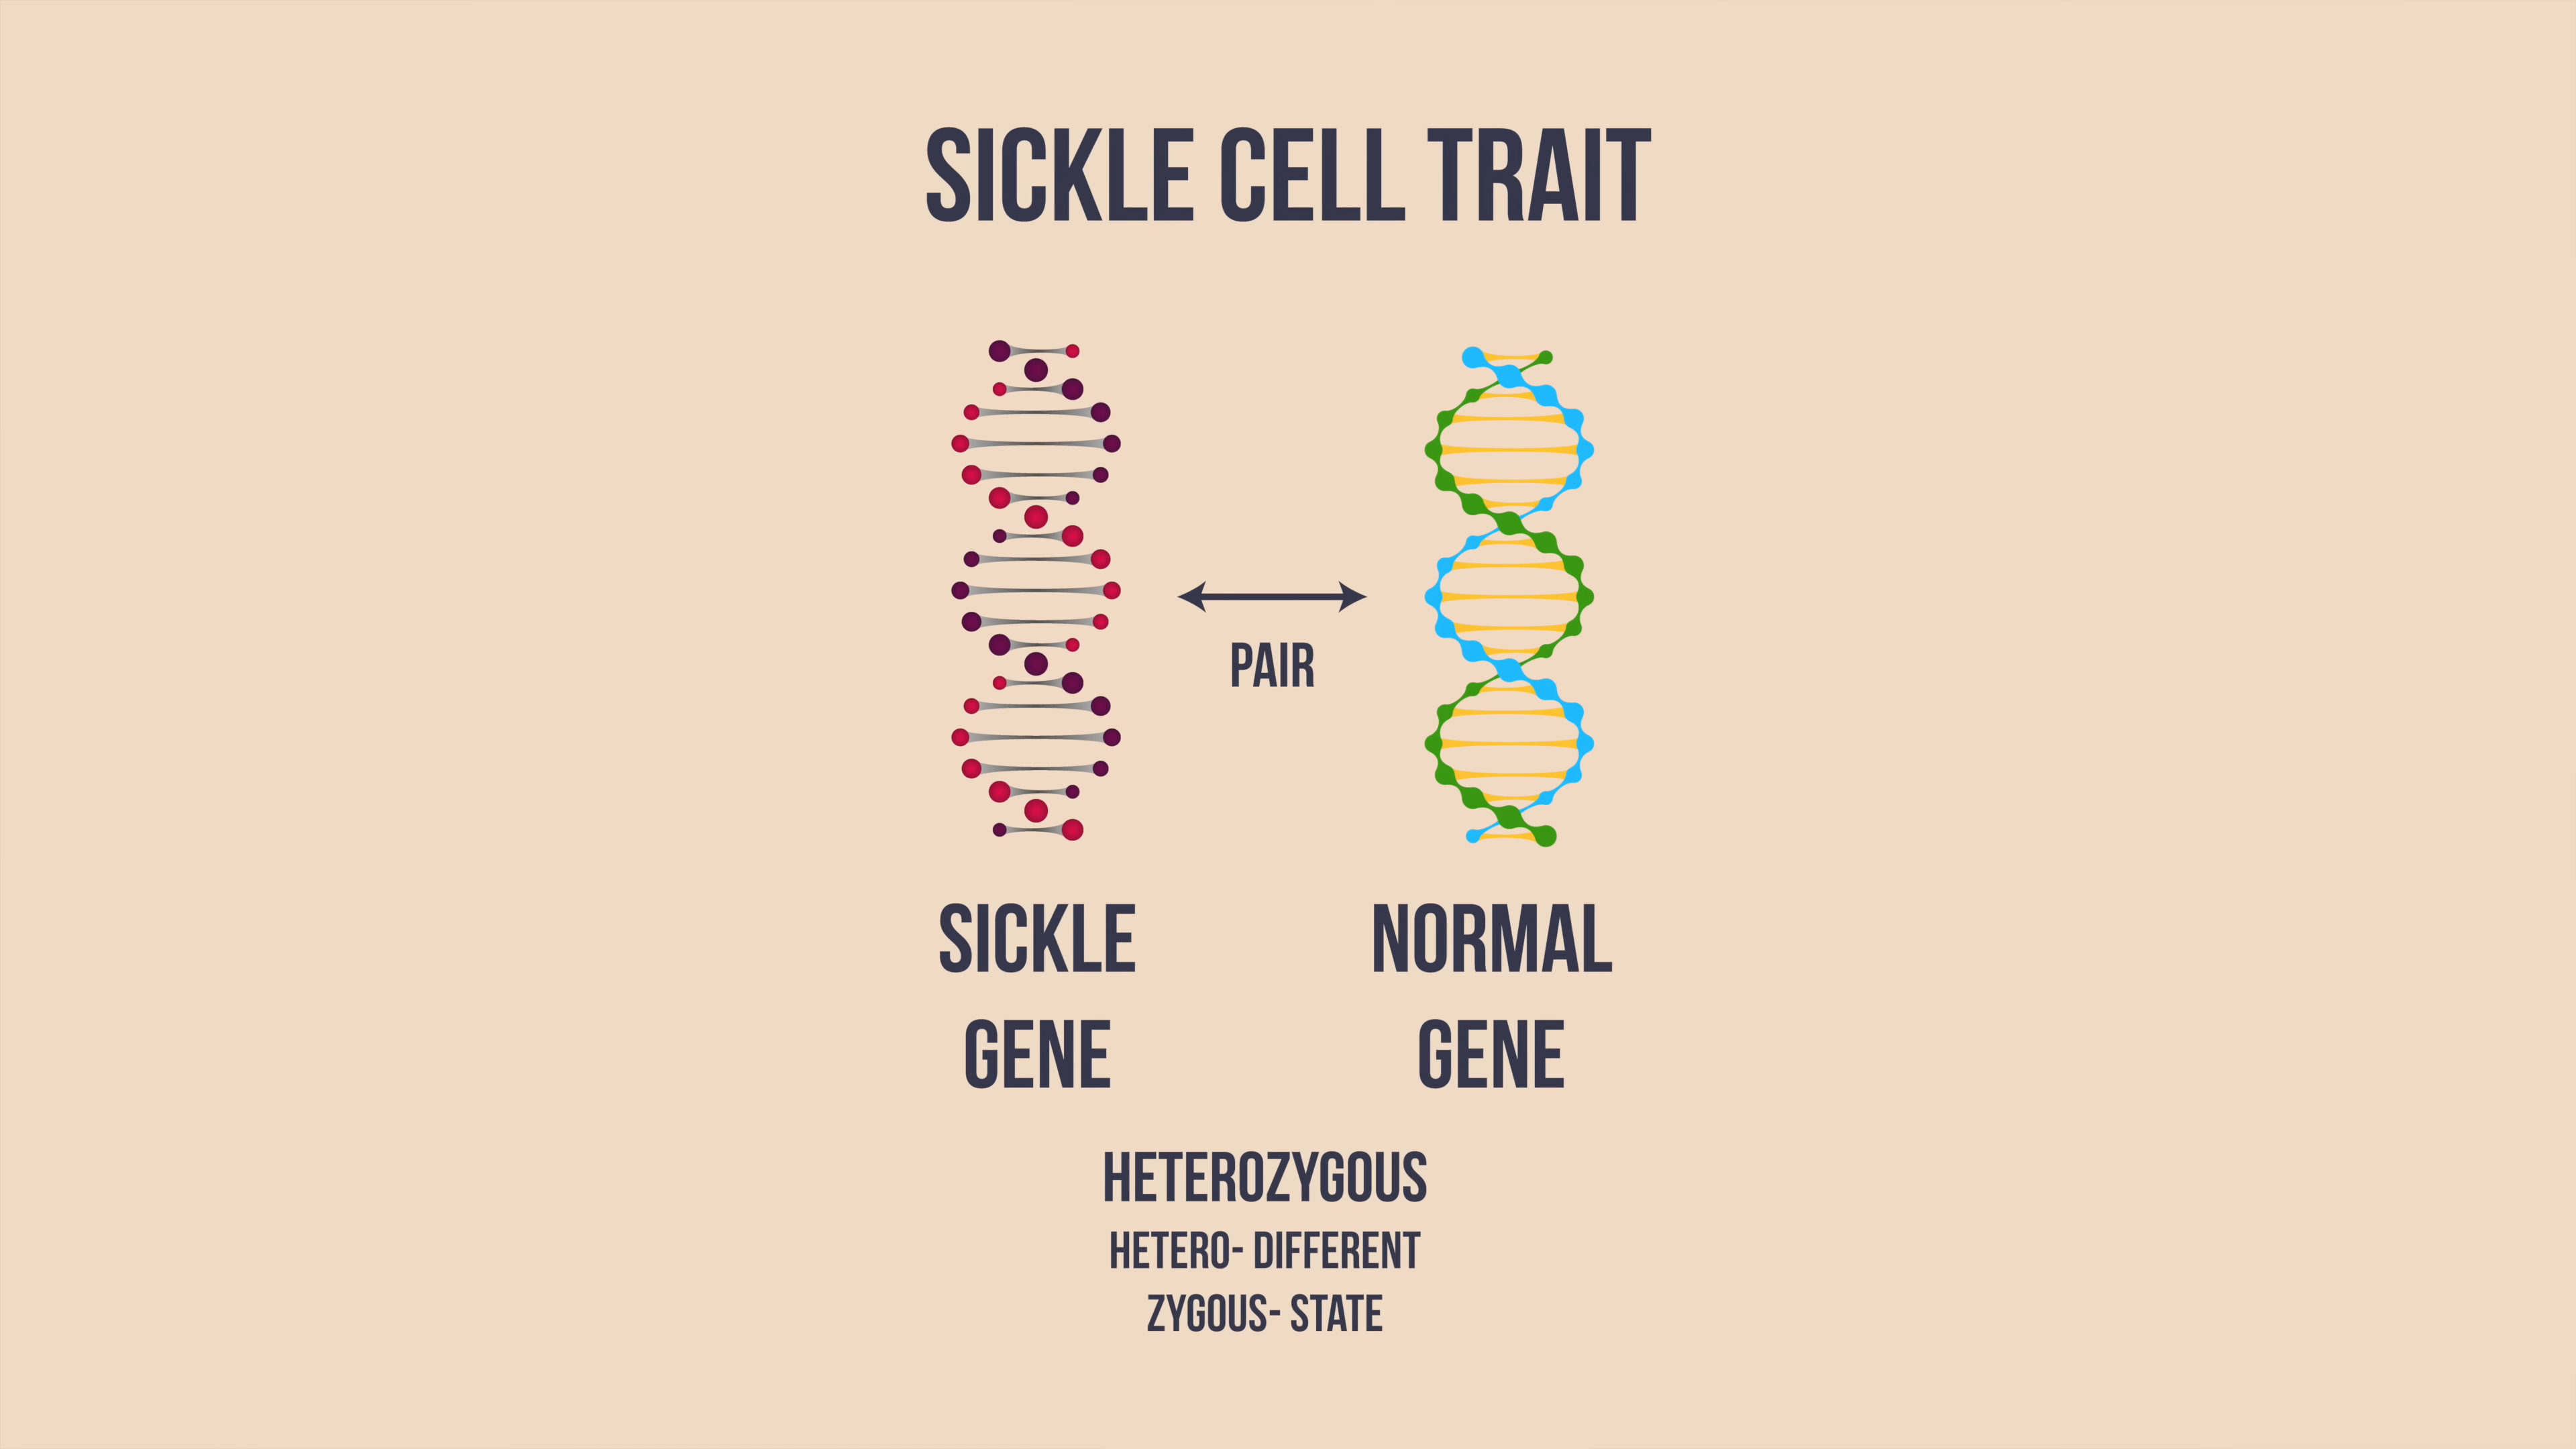 SICKLE CELL TRAIT
PAIR
SICKLE
GENE
NORMAL
GENE
HETEROZYGOUS
HETERO- DIFFERENT
ZYGOUS- STATE